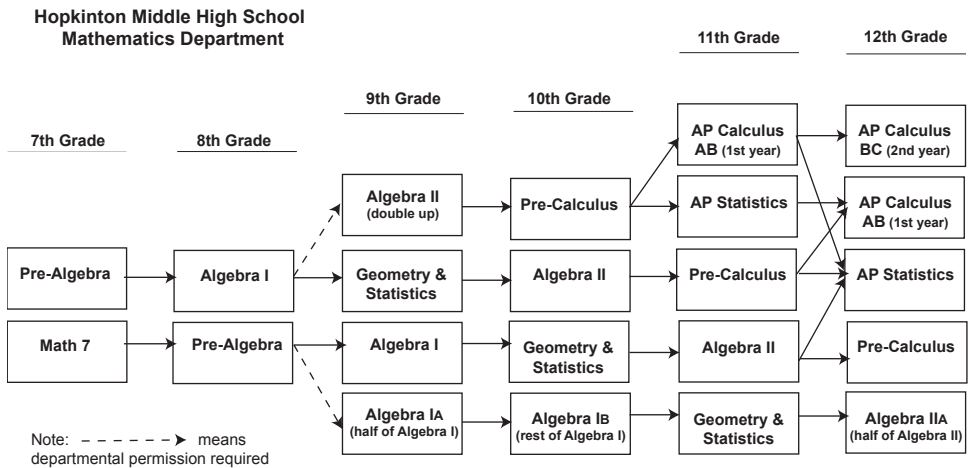 Hopkinton Middle High School
Mathematics Department
7th Grade
8th Grade
9th Grade
10th Grade
11th Grade
12th Grade
AP Calculus
AB (1st year)
AP Calculus
BC (2nd year)
Algebra II
(double up)
Pre-Calculus
AP Statistics
AP Calculus
AB (1st year)
Pre-Algebra
Algebra I
Geometry &
Statistics
Algebra II
Pre-Calculus
AP Statistics
Math 7
Pre-Algebra
Algebra I
Geometry &
Statistics
Algebra II
Pre-Calculus
Algebra IA
(half of Algebra I)
Algebra IB
(rest of Algebra I)
Geometry &
Statistics
Algebra IIA
(half of Algebra II)
Note: means
departmental permission required